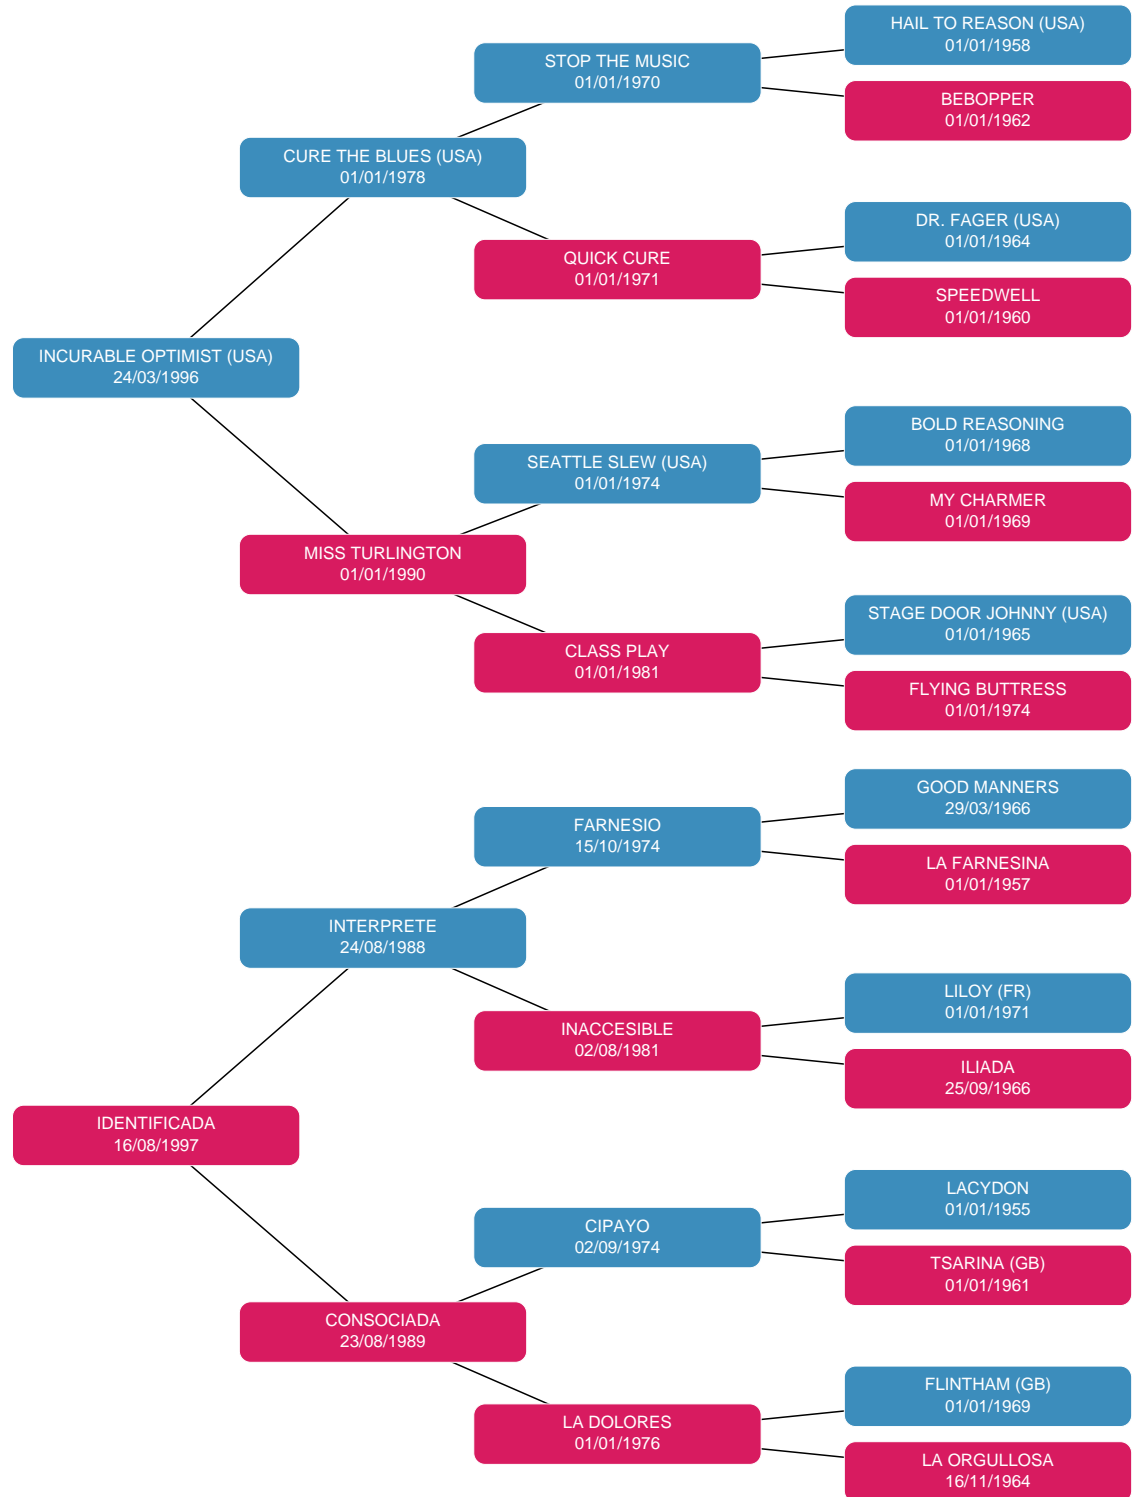 HAIL TO REASON (USA)
01/01/1958
STOP THE MUSIC
01/01/1970
BEBOPPER
01/01/1962
CURE THE BLUES (USA)
01/01/1978
DR. FAGER (USA)
01/01/1964
QUICK CURE
01/01/1971
SPEEDWELL
01/01/1960
INCURABLE OPTIMIST (USA)
24/03/1996
BOLD REASONING
01/01/1968
SEATTLE SLEW (USA)
01/01/1974
MY CHARMER
01/01/1969
MISS TURLINGTON
01/01/1990
STAGE DOOR JOHNNY (USA)
01/01/1965
CLASS PLAY
01/01/1981
FLYING BUTTRESS
01/01/1974
GOOD MANNERS
29/03/1966
FARNESIO
15/10/1974
LA FARNESINA
01/01/1957
INTERPRETE
24/08/1988
LILOY (FR)
01/01/1971
INACCESIBLE
02/08/1981
ILIADA
25/09/1966
IDENTIFICADA
16/08/1997
LACYDON
01/01/1955
CIPAYO
02/09/1974
TSARINA (GB)
01/01/1961
CONSOCIADA
23/08/1989
FLINTHAM (GB)
01/01/1969
LA DOLORES
01/01/1976
LA ORGULLOSA
16/11/1964